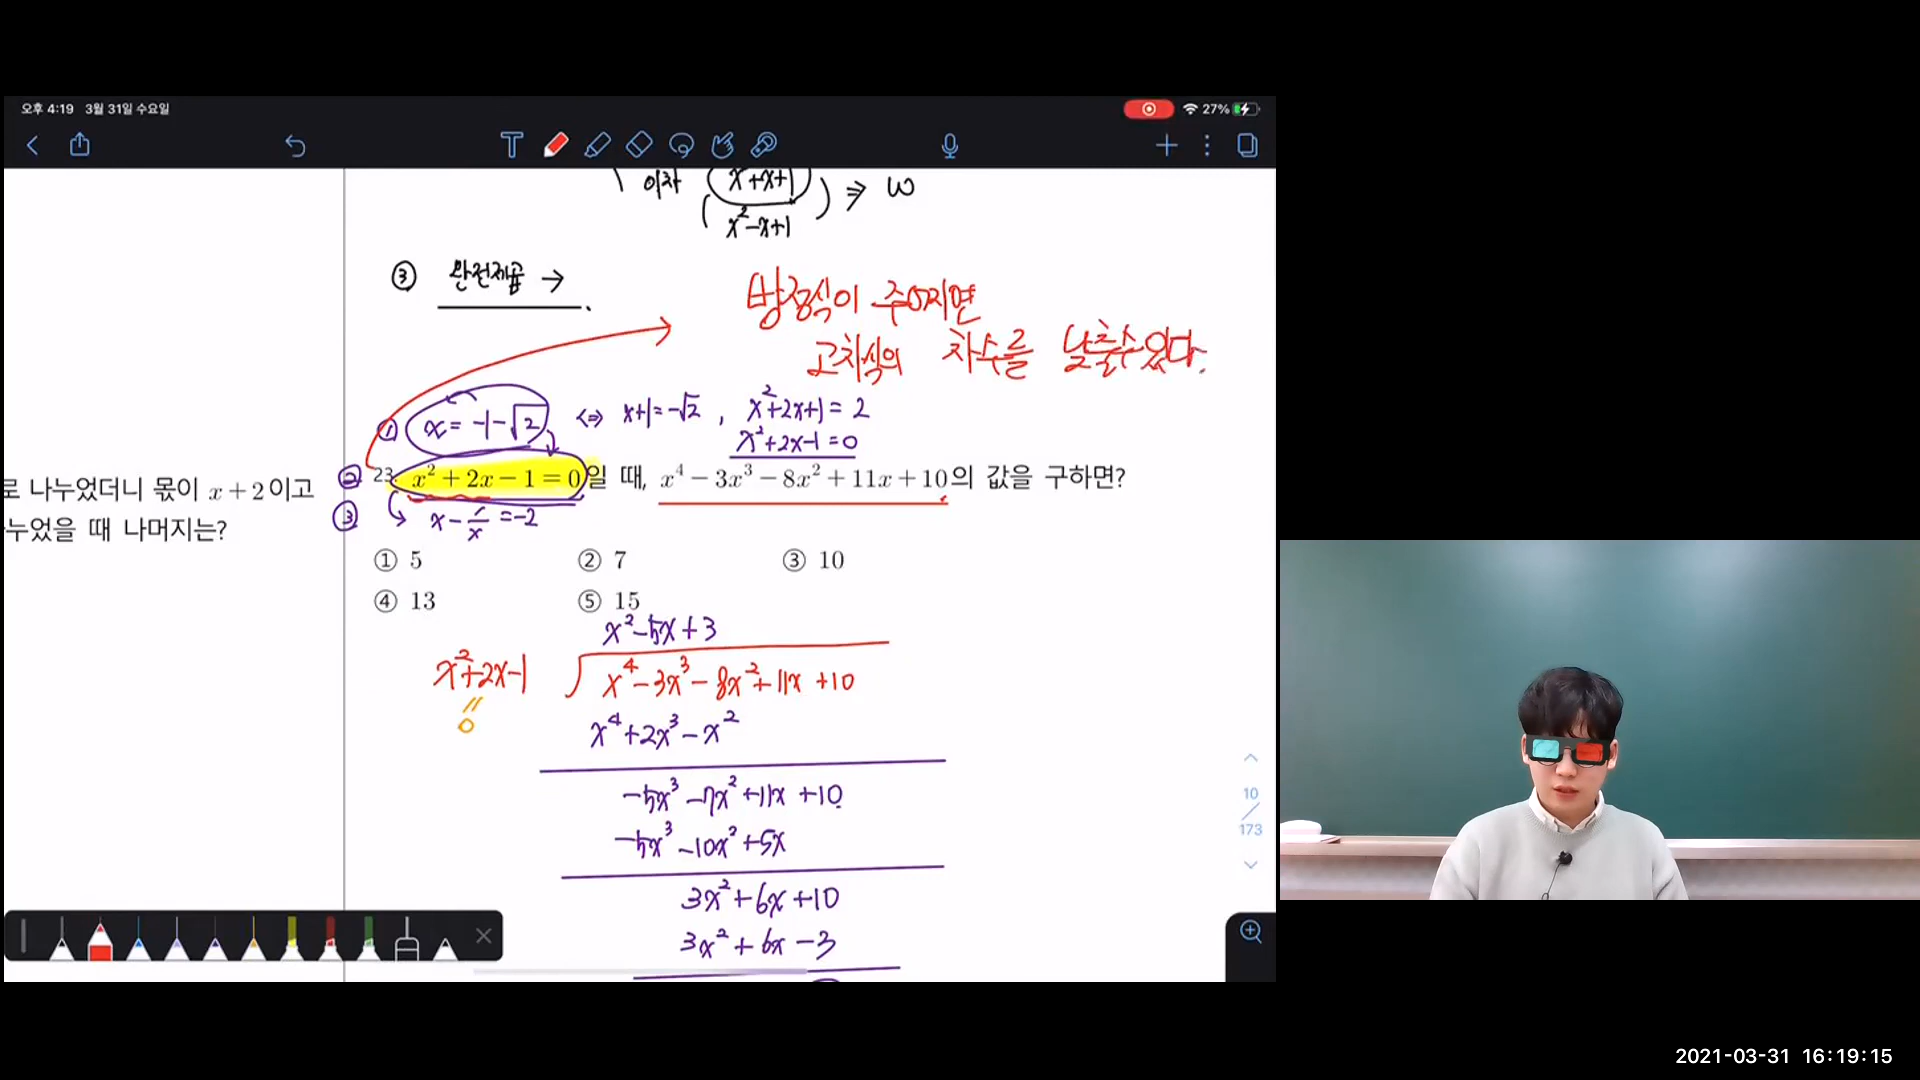 오후 4:19 3월 31일 수요일
27%
이차 (x²+x+1
x²-x+1) ⇒ ω
③ 완전제곱 →
방정식이 주어지면
고차식의 차수를 낮출수있다.
① x = -1-√2 ⇔ x+1=-√2 , x²+2x+1 = 2
x²+2x-1=0
로 나누었더니 몫이 x+2이고
누었을 때 나머지는?
② 23. x² + 2x − 1 = 0일 때, x⁴ − 3x³ − 8x² + 11x + 10의 값을 구하면?
③ x - 1/x = -2
① 5 ② 7 ③ 10
④ 13 ⑤ 15
x²-5x+3
x²+2x-1 x⁴-3x³-8x²+11x+10
=
0
x⁴+2x³-x²
-5x³-7x²+11x+10
-5x³-10x²+5x
3x²+6x+10
3x²+6x-3
10
173
2021-03-31 16:19:15